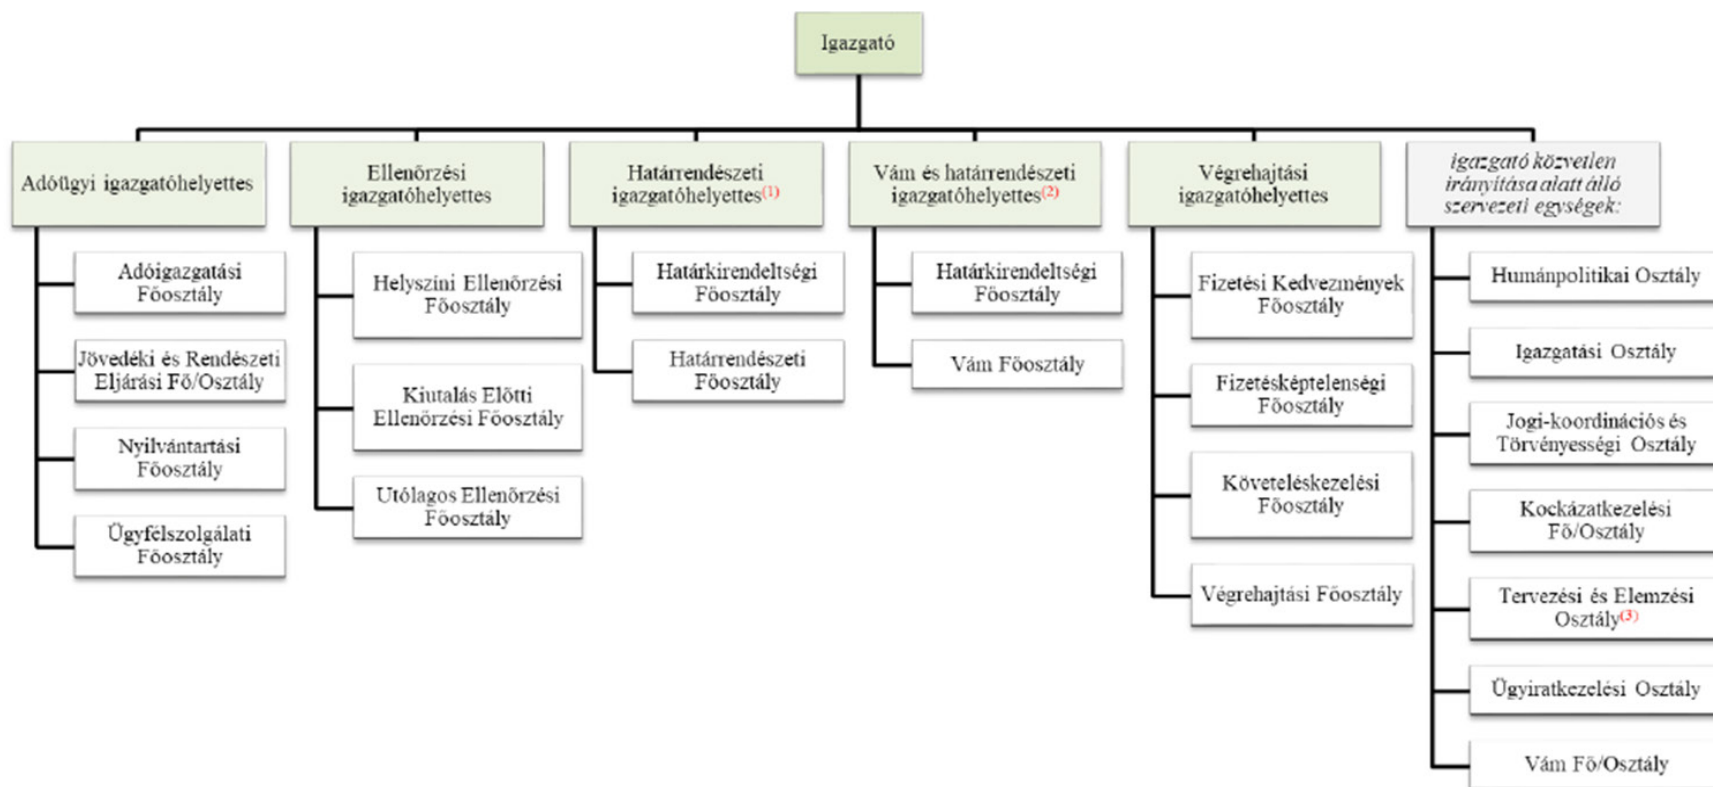 Igazgató
Adóügyi igazgatóhelyettes
Adóigazgatási
Főosztály
Jövedéki és Rendészeti
Eljárási Fő/Osztály
Nyilvántartási
Főosztály
Ügyfélszolgálati
Főosztály
Ellenőrzési
igazgatóhelyettes
Helyszíni Ellenőrzési
Főosztály
Kiutalás Előtti
Ellenőrzési Főosztály
Utólagos Ellenőrzési
Főosztály
Határrendészeti
igazgatóhelyettes(1)
Határkirendeltségi
Főosztály
Határrendészeti
Főosztály
Vám és határrendészeti
igazgatóhelyettes(2)
Határkirendeltségi
Főosztály
Vám Főosztály
Végrehajtási
igazgatóhelyettes
Fizetési Kedvezmények
Főosztály
Fizetésképtelenségi
Főosztály
Követeléskezelési
Főosztály
Végrehajtási Főosztály
igazgató közvetlen
irányítása alatt álló
szervezeti egységek:
Humánpolitikai Osztály
Igazgatási Osztály
Jogi-koordinációs és
Törvényességi Osztály
Kockázatkezelési
Fő/Osztály
Tervezési és Elemzési
Osztály(3)
Ügyiratkezelési Osztály
Vám Fő/Osztály